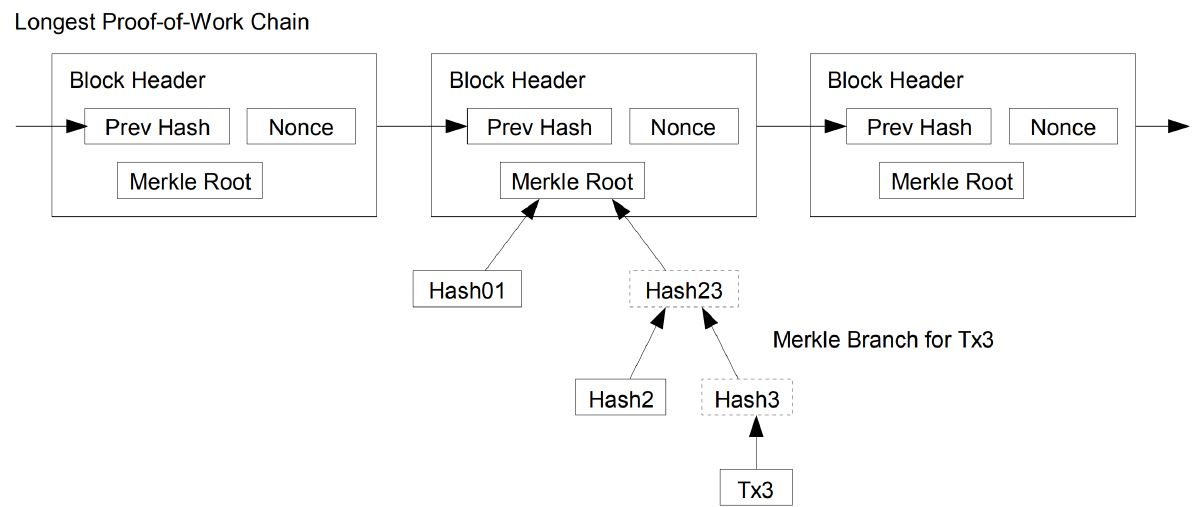 Longest Proof-of-Work Chain
Block Header
Prev Hash
Nonce
Merkle Root
Block Header
Prev Hash
Nonce
Merkle Root
Block Header
Prev Hash
Nonce
Merkle Root
Hash01
Hash23
Merkle Branch for Tx3
Hash2
Hash3
Tx3